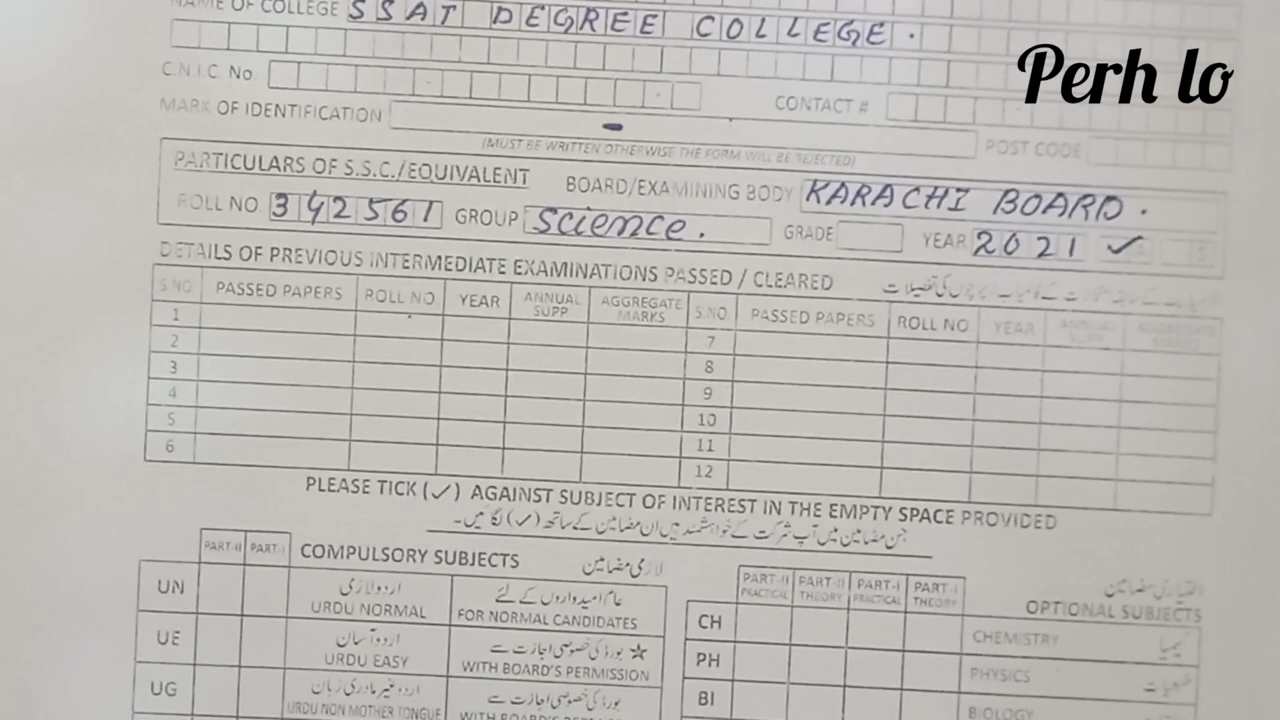 NAME OF COLLEGE SSAT DEGREE COLLEGE.
Perh lo
C.N.I.C. No.
CONTACT #
MARK OF IDENTIFICATION -
POST CODE
(MUST BE WRITTEN OTHERWISE THE FORM WILL BE REJECTED)
PARTICULARS OF S.S.C./EQUIVALENT BOARD/EXAMINING BODY KARACHI BOARD.
ROLL NO 342561 GROUP Science. GRADE YEAR 2021 ✓
DETAILS OF PREVIOUS INTERMEDIATE EXAMINATIONS PASSED / CLEARED
S.NO PASSED PAPERS ROLL NO YEAR ANNUAL SUPP. AGGREGATE MARKS S.NO. PASSED PAPERS ROLL NO YEAR ANNUAL SUPP. AGGREGATE MARKS
1 7
2 8
3 9
4 10
5 11
6 12
PLEASE TICK (✓) AGAINST SUBJECT OF INTEREST IN THE EMPTY SPACE PROVIDED
جن مضامین میں آپ شرکت کے خواہشمند ہیں ان مضامین کے ساتھ (✓) لگائیں۔
PART-II PART-I COMPULSORY SUBJECTS لازمی مضامین
UN اردو لازمی عام امیدواروں کے لئے
URDU NORMAL FOR NORMAL CANDIDATES
UE اردو آسان ☆ بورڈ کی خصوصی اجازت سے
URDU EASY WITH BOARD'S PERMISSION
UG اردو غیر مادری زبان بورڈ کی خصوصی اجازت سے
URDU NON MOTHER TONGUE
PART-II PRACTICAL PART-II THEORY PART-I PRACTICAL PART-I THEORY اختیاری مضامین
OPTIONAL SUBJECTS
CH CHEMISTRY کیمیا
PH PHYSICS طبعیات
BI BIOLOGY